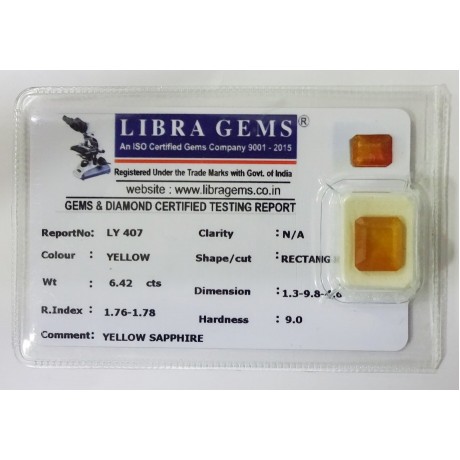 LIBRA GEMS®
An ISO Certified Gems Company 9001 - 2015
Registered Under the Trade Marks with Govt. of India
website : www.libragems.co.in
GEMS & DIAMOND CERTIFIED TESTING REPORT
ReportNo: LY 407 Clarity : N/A
Colour : YELLOW Shape/cut : RECTANG
Wt : 6.42 cts Dimension :
R.Index : 1.76-1.78 Hardness : 9.0
Comment: YELLOW SAPPHIRE